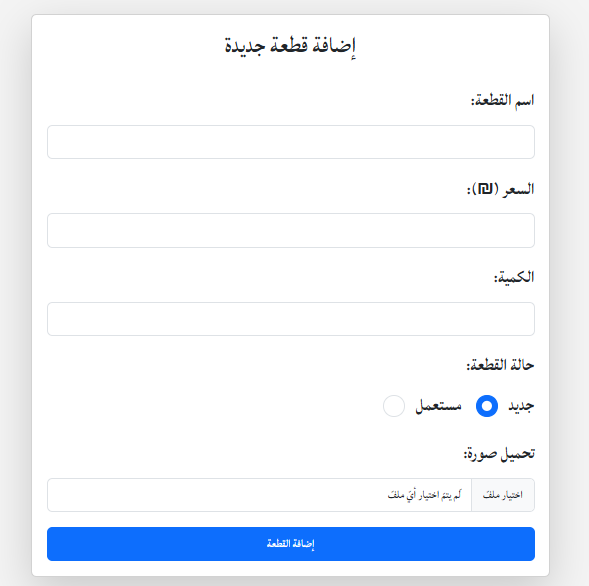 إضافة قطعة جديدة
اسم القطعة:
السعر (₪):
الكمية:
حالة القطعة:
جديد مستعمل
تحميل صورة:
اختيار ملف لم يتم اختيار أيّ ملف
إضافة القطعة